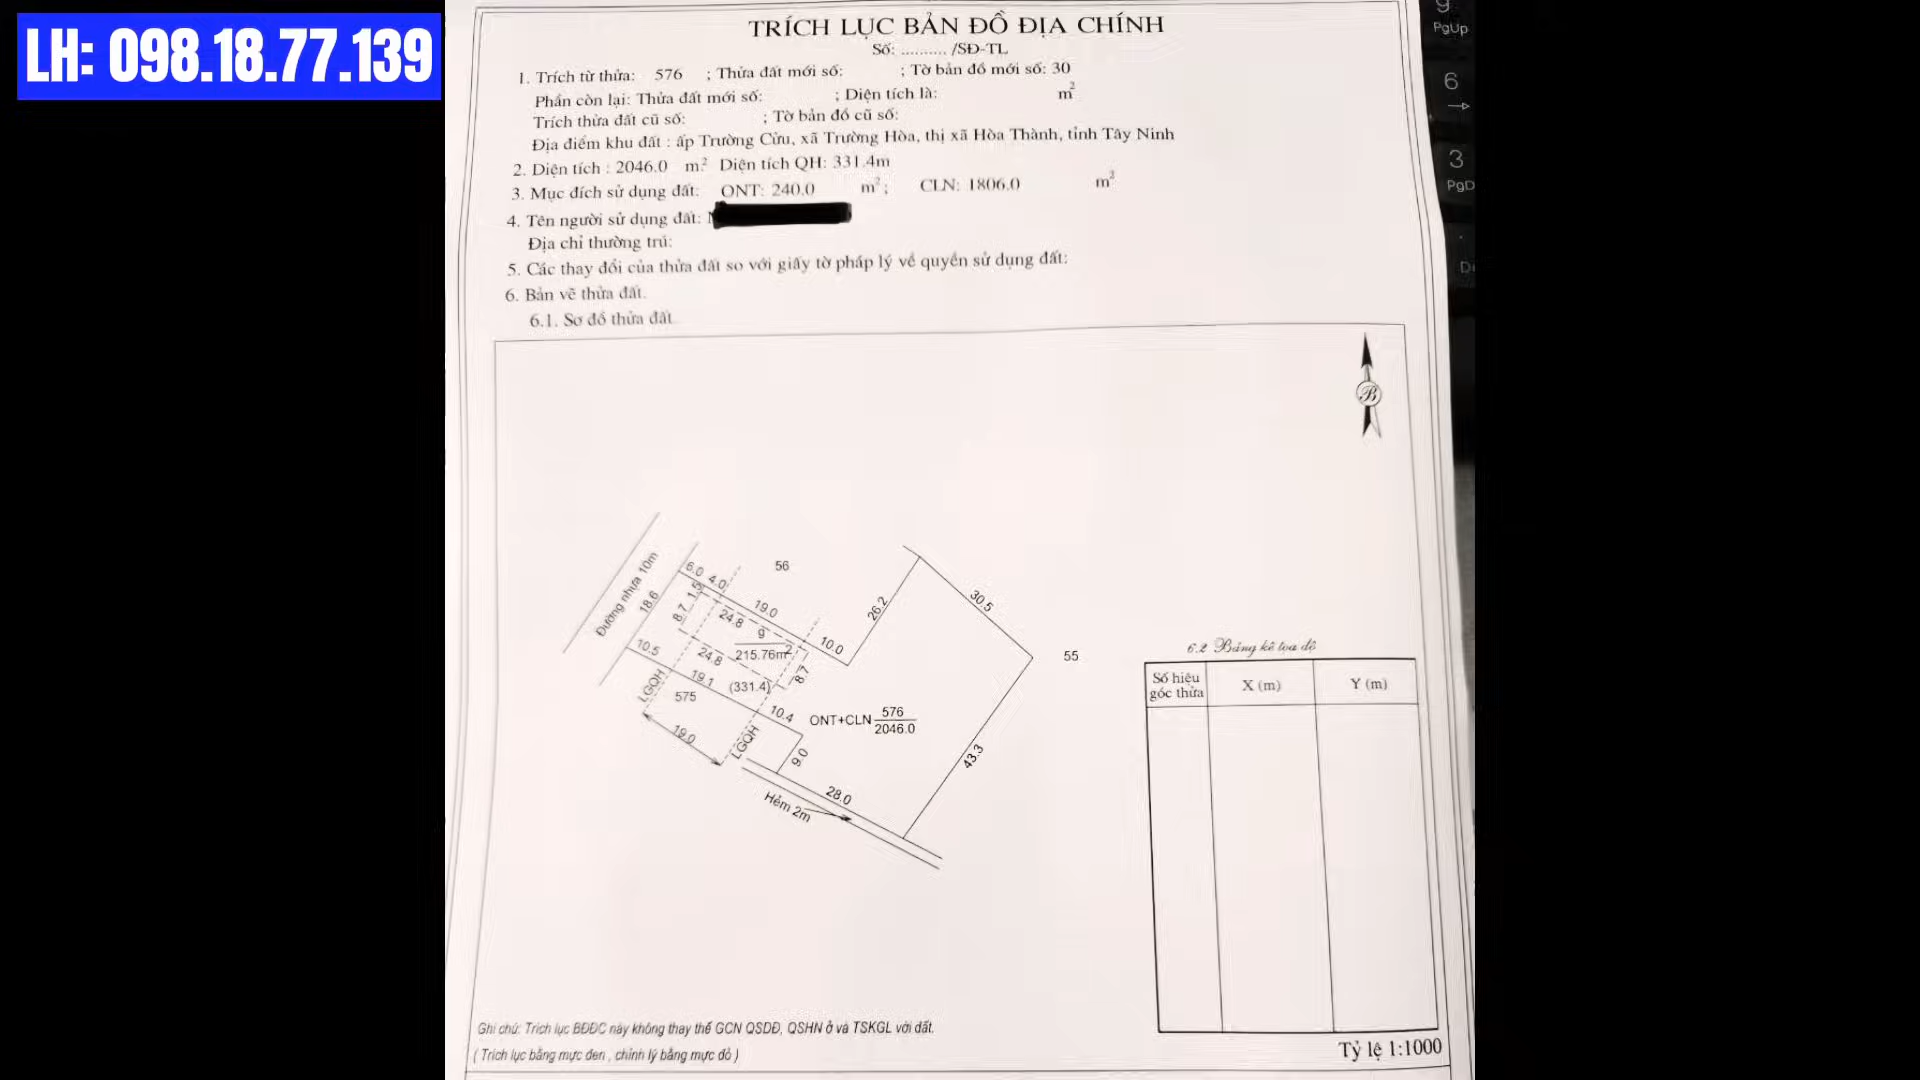 LH: 098.18.77.139
TRÍCH LỤC BẢN ĐỒ ĐỊA CHÍNH
Số: .......... /SĐ-TL
1. Trích từ thửa: 576 ; Thửa đất mới số: ; Tờ bản đồ mới số: 30
Phần còn lại: Thửa đất mới số: ; Diện tích là: m²
Trích thửa đất cũ số: ; Tờ bản đồ cũ số:
Địa điểm khu đất : ấp Trường Cửu, xã Trường Hòa, thị xã Hòa Thành, tỉnh Tây Ninh
2. Diện tích : 2046.0 m² Diện tích QH: 331.4m
3. Mục đích sử dụng đất: ONT: 240.0 m² ; CLN: 1806.0 m²
4. Tên người sử dụng đất:
Địa chỉ thường trú:
5. Các thay đổi của thửa đất so với giấy tờ pháp lý về quyền sử dụng đất:
6. Bản vẽ thửa đất.
6.1. Sơ đồ thửa đất
B
Đường nhựa 10m
18.6
6.0
4.0
56
1.5
8.7
24.8
19.0
9
215.76m²
10.0
26.2
30.5
55
10.5
24.8
19.1
(331.4)
8.7
LGQH
575
10.4
ONT+CLN 576
2046.0
19.0
LGQH
9.0
43.3
28.0
Hẻm 2m
6.2 Bảng kê tọa độ
Số hiệu góc thửa
X (m)
Y (m)
Ghi chú: Trích lục BĐĐC này không thay thế GCN QSDĐ, QSHN ở và TSKGL với đất.
( Trích lục bằng mực đen , chỉnh lý bằng mực đỏ )
Tỷ lệ 1:1000
9
PgUp
6
3
PgD